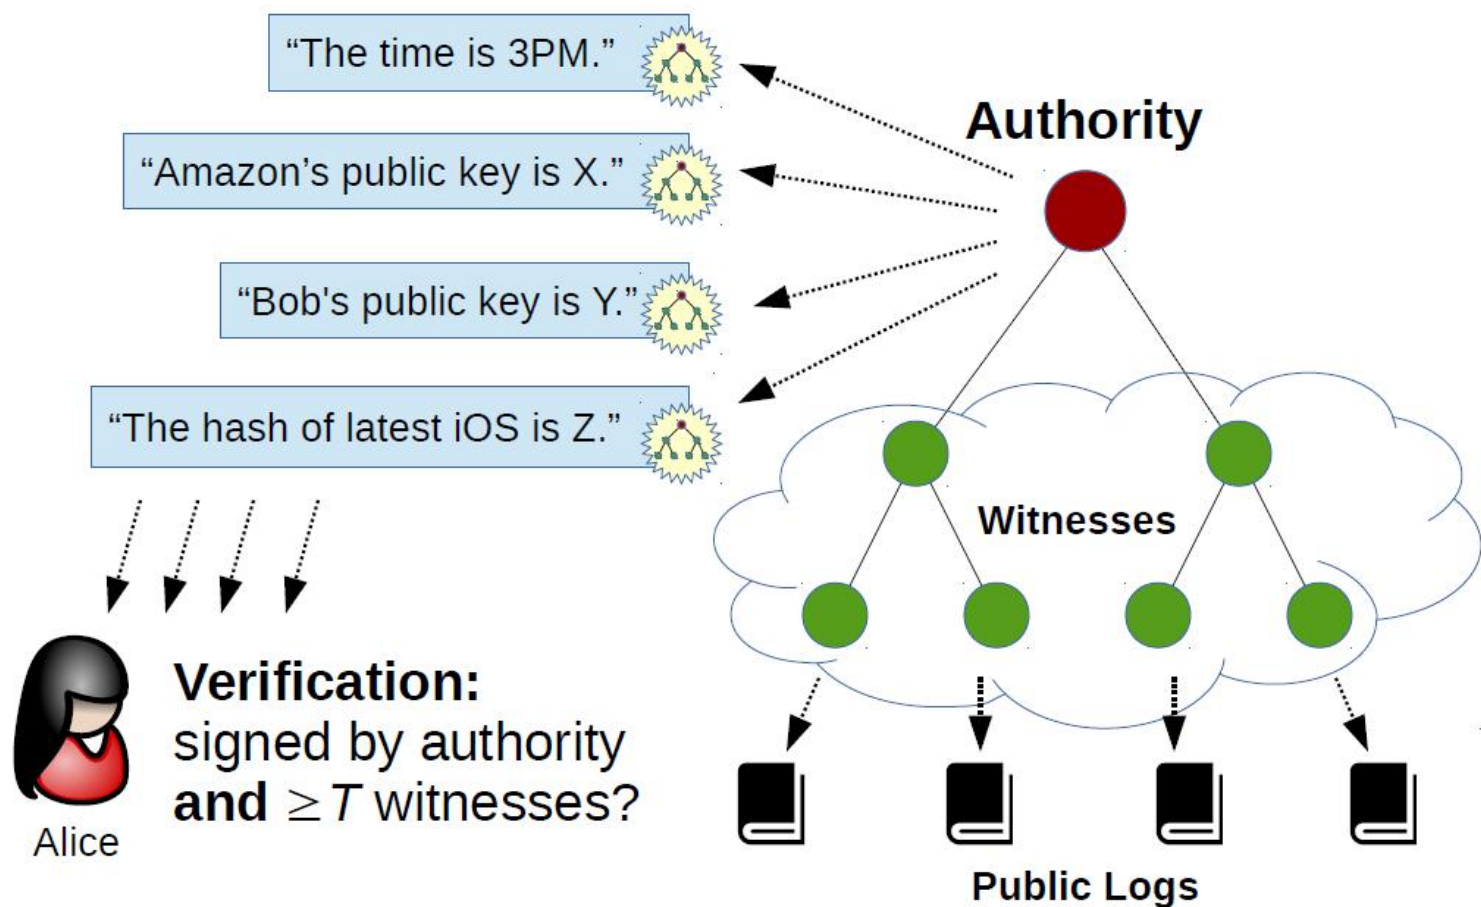 “The time is 3PM.”
“Amazon’s public key is X.”
“Bob's public key is Y.”
“The hash of latest iOS is Z.”
Authority
Witnesses
Verification:
signed by authority
and ≥ T witnesses?
Alice
Public Logs